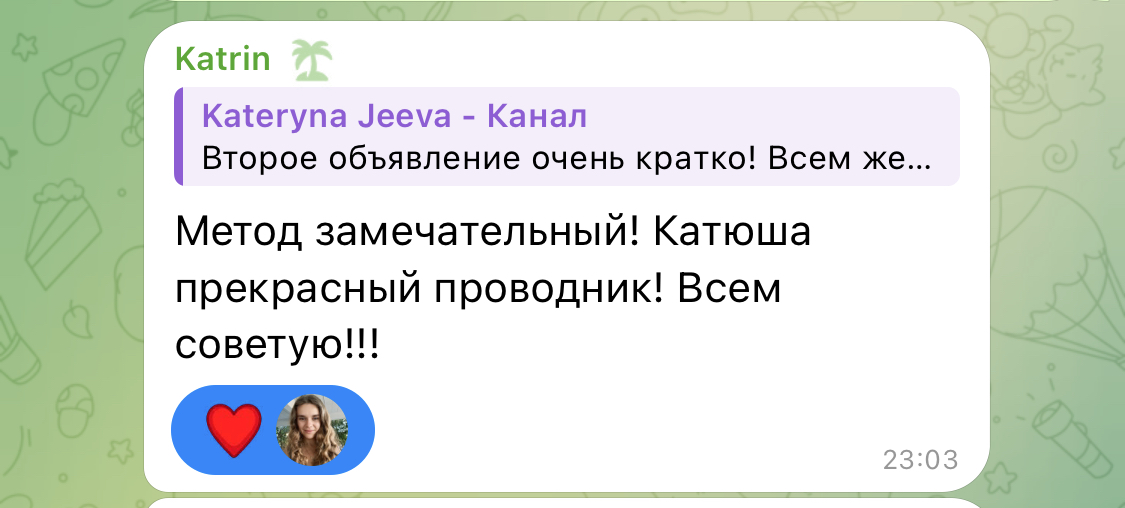 Katrin
Kateryna Jeeva - Канал
Второе объявление очень кратко! Всем же...
Метод замечательный! Катюша
прекрасный проводник! Всем
советую!!!
23:03